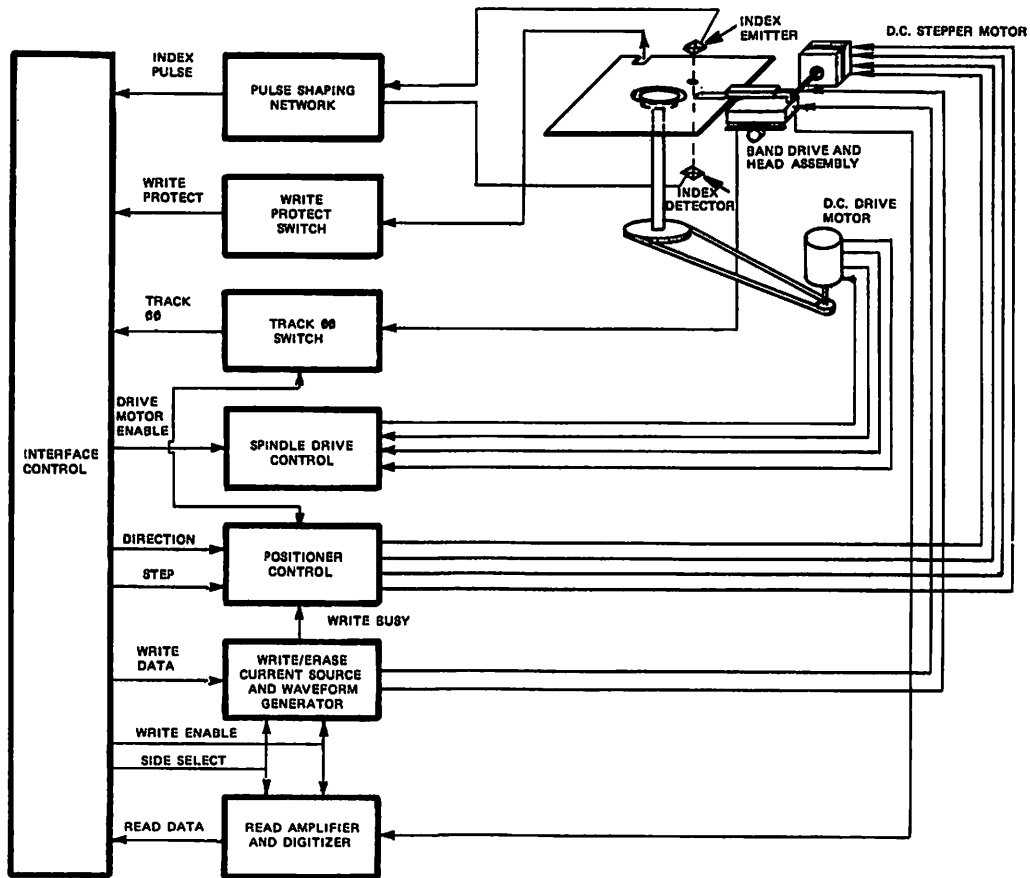 INDEX
EMITTER
D.C. STEPPER MOTOR
INDEX
PULSE
PULSE SHAPING
NETWORK
BAND DRIVE AND
HEAD ASSEMBLY
WRITE
PROTECT
WRITE
PROTECT
SWITCH
INDEX
DETECTOR
D.C. DRIVE
MOTOR
TRACK
00
TRACK 00
SWITCH
DRIVE
MOTOR
ENABLE
INTERFACE
CONTROL
SPINDLE DRIVE
CONTROL
DIRECTION
STEP
POSITIONER
CONTROL
WRITE BUSY
WRITE
DATA
WRITE/ERASE
CURRENT SOURCE
AND WAVEFORM
GENERATOR
WRITE ENABLE
SIDE SELECT
READ DATA
READ AMPLIFIER
AND DIGITIZER